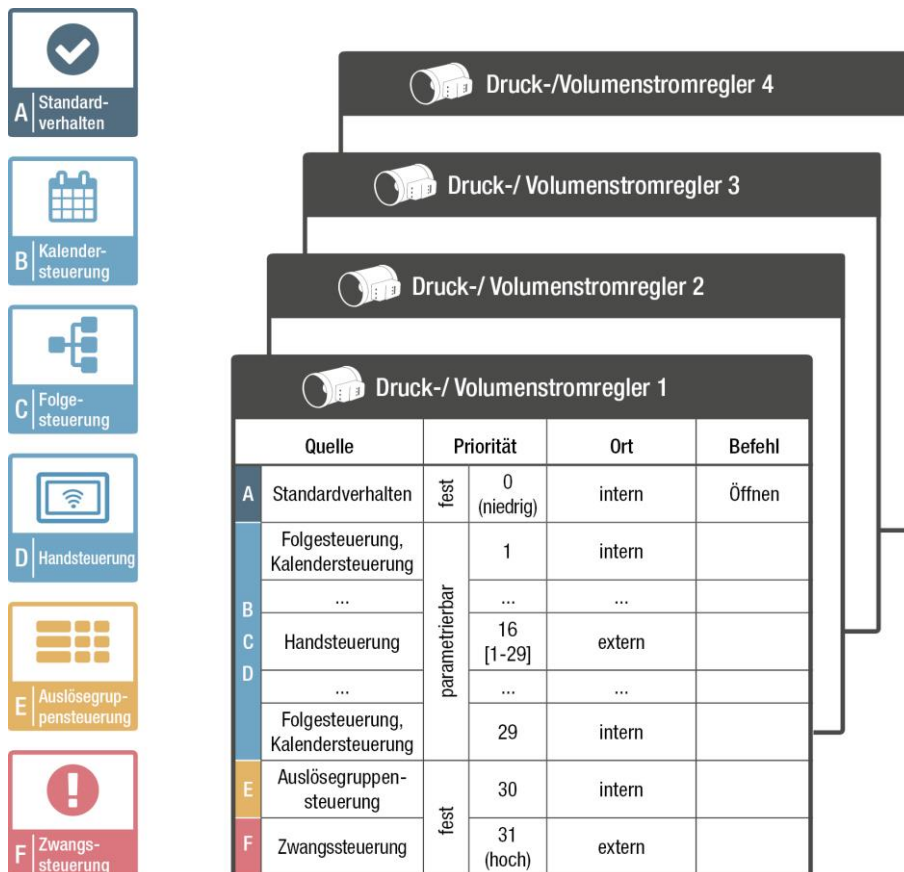 A Standard-
verhalten
B Kalender-
steuerung
C Folge-
steuerung
D Handsteuerung
E Auslösegrup-
pensteuerung
F Zwangs-
steuerung
Druck-/Volumenstromregler 4
Druck-/ Volumenstromregler 3
Druck-/ Volumenstromregler 2
Druck-/ Volumenstromregler 1
Quelle Priorität Ort Befehl
A Standardverhalten fest 0
(niedrig) intern Öffnen
B
C
D
parametrierbar
Folgesteuerung,
Kalendersteuerung 1 intern
... ... ...
Handsteuerung 16
[1-29] extern
... ... ...
Folgesteuerung,
Kalendersteuerung 29 intern
E Auslösegruppen-
steuerung 30 intern
fest
F Zwangssteuerung 31
(hoch) extern